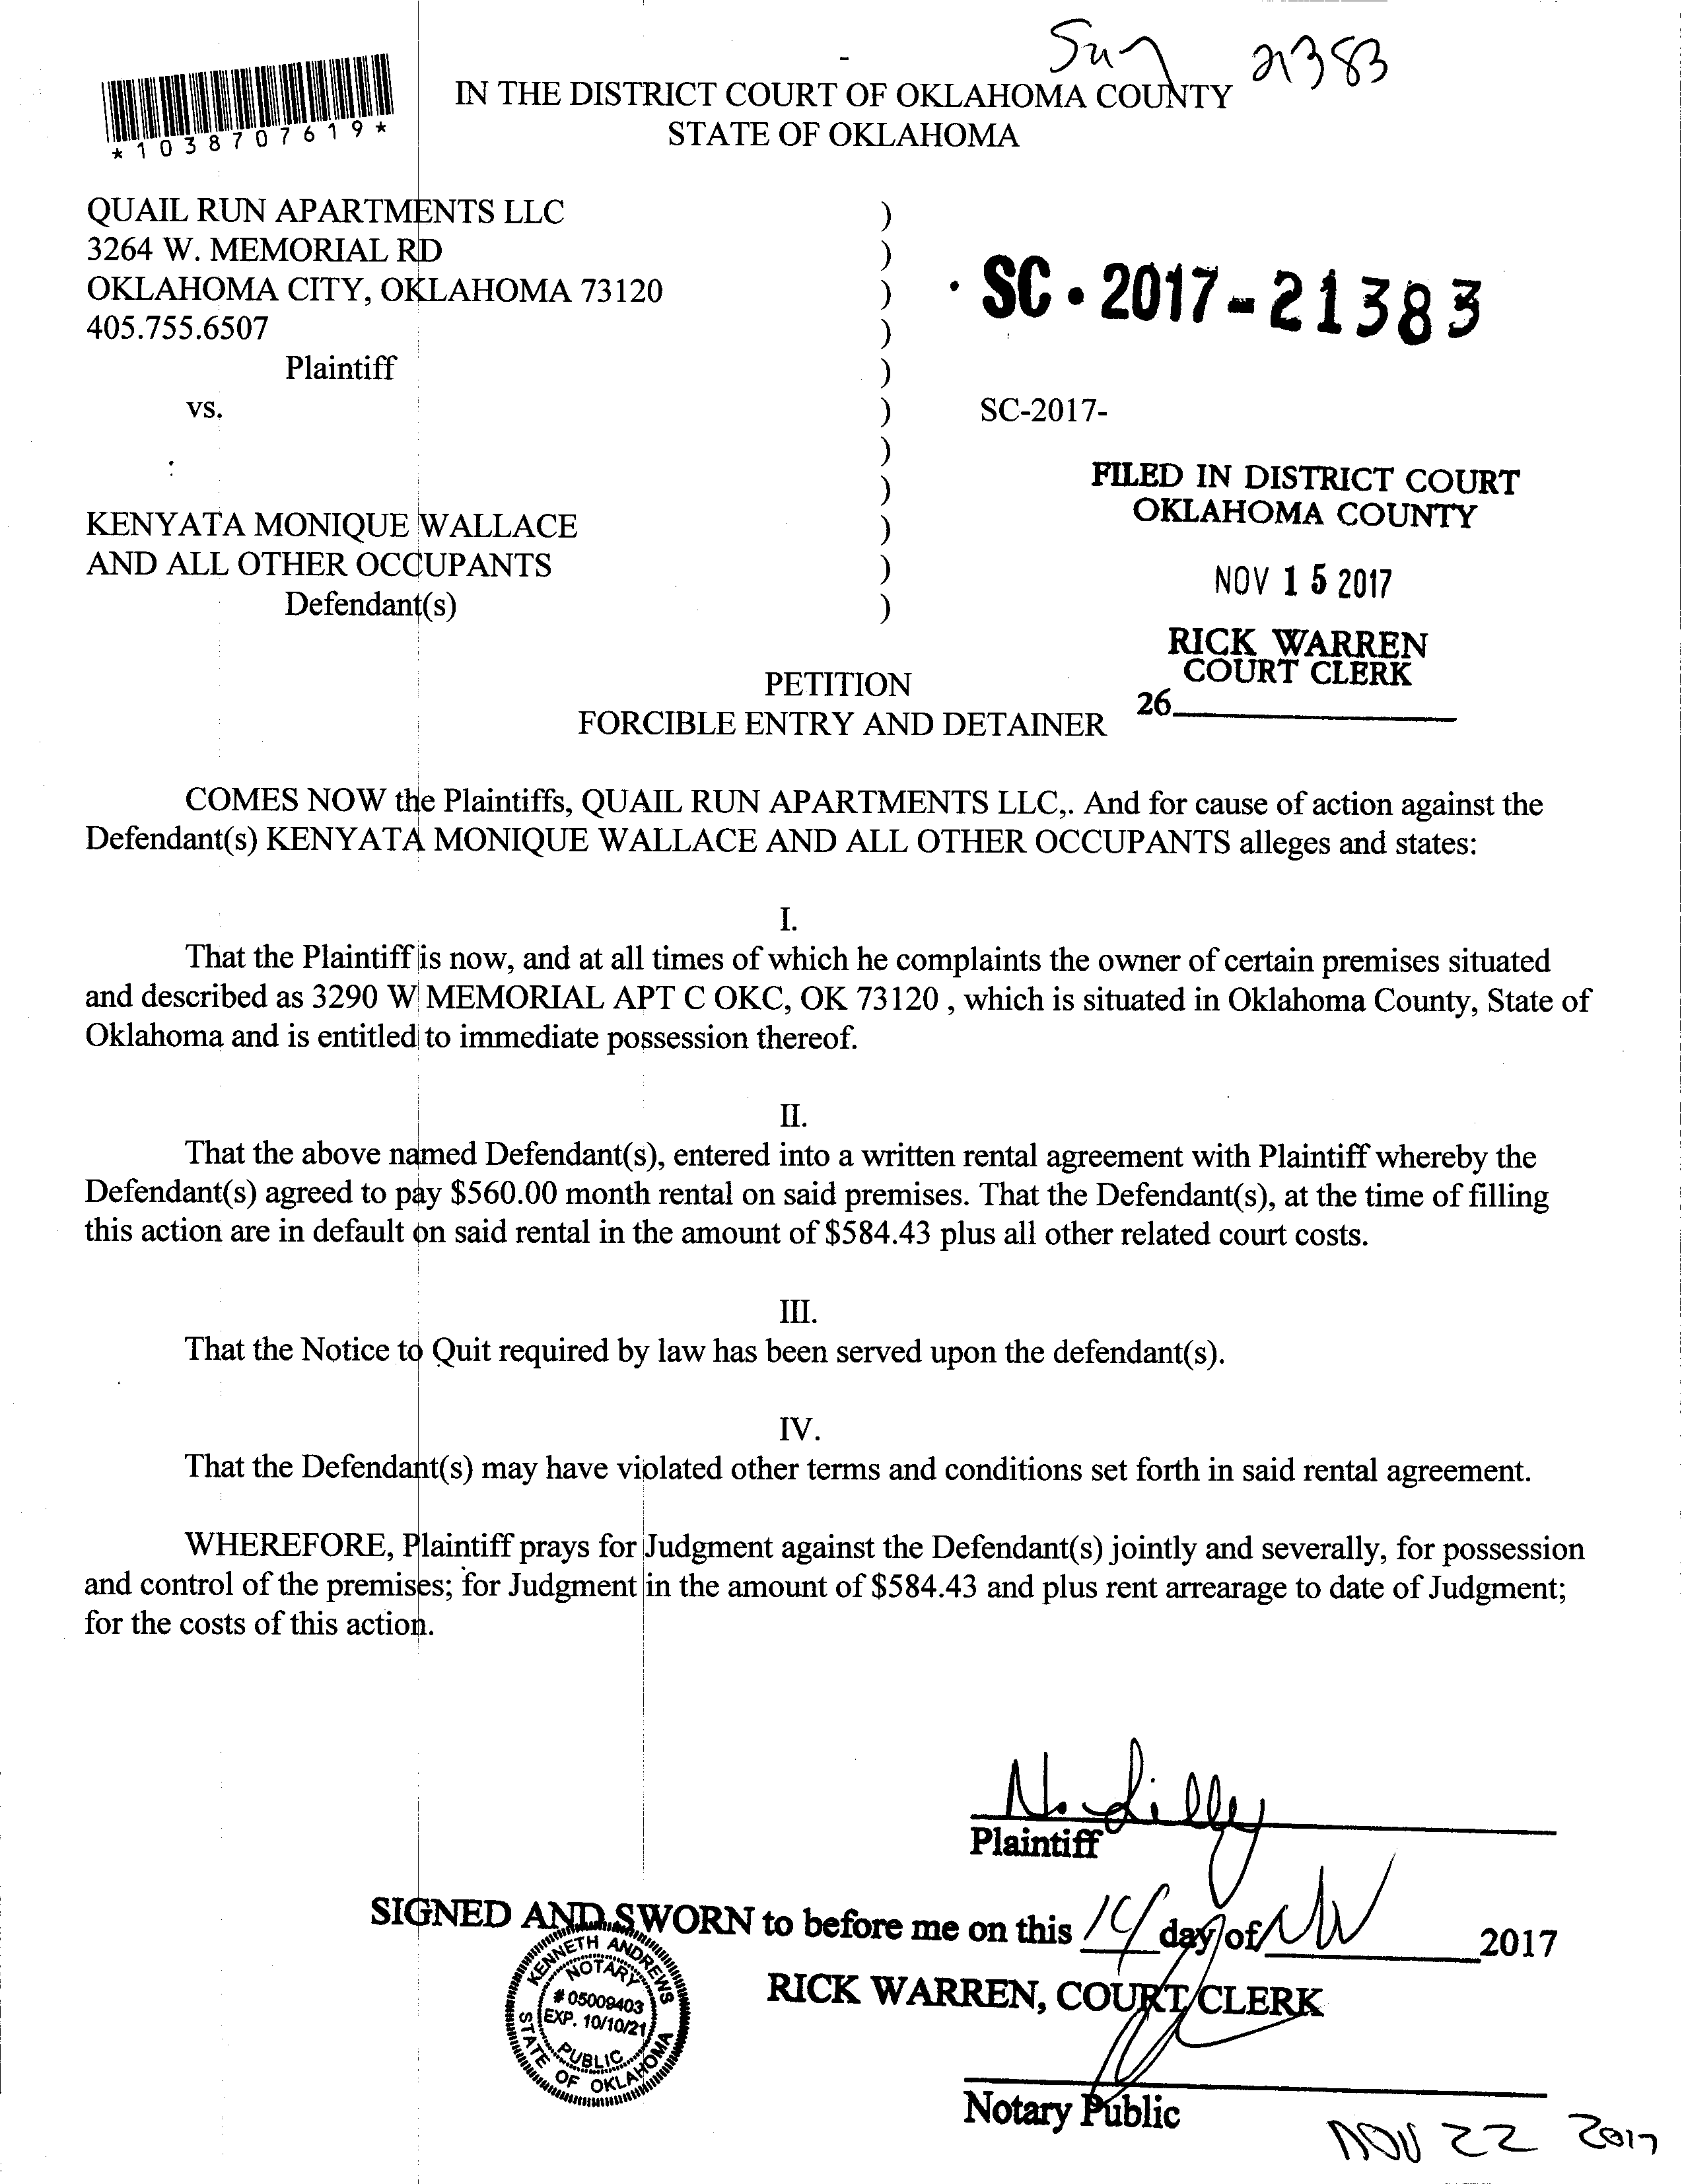 21383
*1038707619*
IN THE DISTRICT COURT OF OKLAHOMA COUNTY
STATE OF OKLAHOMA
QUAIL RUN APARTMENTS LLC )
3264 W. MEMORIAL RD )
OKLAHOMA CITY, OKLAHOMA 73120 )
405.755.6507 )
Plaintiff )
· SC • 2017-21383
vs. )
SC-2017-
:
)
)
KENYATA MONIQUE WALLACE )
AND ALL OTHER OCCUPANTS )
Defendant(s) )
FILED IN DISTRICT COURT
OKLAHOMA COUNTY
NOV 15 2017
RICK WARREN
COURT CLERK
26
PETITION
FORCIBLE ENTRY AND DETAINER
COMES NOW the Plaintiffs, QUAIL RUN APARTMENTS LLC,. And for cause of action against the
Defendant(s) KENYATA MONIQUE WALLACE AND ALL OTHER OCCUPANTS alleges and states:
I.
That the Plaintiff is now, and at all times of which he complaints the owner of certain premises situated
and described as 3290 W MEMORIAL APT C OKC, OK 73120 , which is situated in Oklahoma County, State of
Oklahoma and is entitled to immediate possession thereof.
II.
That the above named Defendant(s), entered into a written rental agreement with Plaintiff whereby the
Defendant(s) agreed to pay $560.00 month rental on said premises. That the Defendant(s), at the time of filling
this action are in default on said rental in the amount of $584.43 plus all other related court costs.
III.
That the Notice to Quit required by law has been served upon the defendant(s).
IV.
That the Defendant(s) may have violated other terms and conditions set forth in said rental agreement.
WHEREFORE, Plaintiff prays for Judgment against the Defendant(s) jointly and severally, for possession
and control of the premises; for Judgment in the amount of $584.43 and plus rent arrearage to date of Judgment;
for the costs of this action.
N. Lilley
Plaintiff
SIGNED AND SWORN to before me on this 14 day of Nov 2017
KENNETH ANDREWS
NOTARY
# 05009403
EXP. 10/10/21
PUBLIC
STATE OF OKLAHOMA
RICK WARREN, COURT CLERK
Notary Public
NOV 22 2017